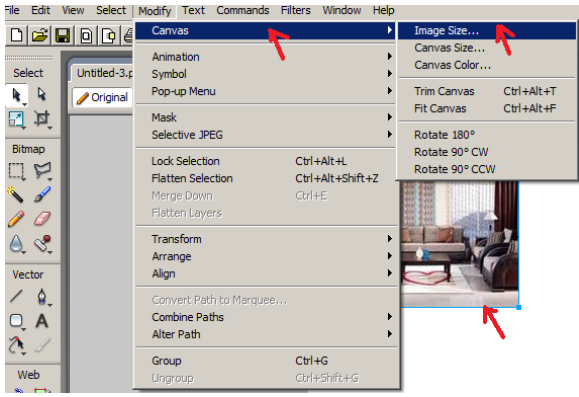 File Edit View Select Modify Text Commands Filters Window Help
Select
Untitled-3.p
Original
Bitmap
Vector
Web
Canvas
Animation
Symbol
Pop-up Menu
Mask
Selective JPEG
Lock Selection Ctrl+Alt+L
Flatten Selection Ctrl+Alt+Shift+Z
Merge Down Ctrl+E
Flatten Layers
Transform
Arrange
Align
Convert Path to Marquee...
Combine Paths
Alter Path
Group Ctrl+G
Ungroup Ctrl+Shift+G
Image Size...
Canvas Size...
Canvas Color...
Trim Canvas Ctrl+Alt+T
Fit Canvas Ctrl+Alt+F
Rotate 180°
Rotate 90° CW
Rotate 90° CCW